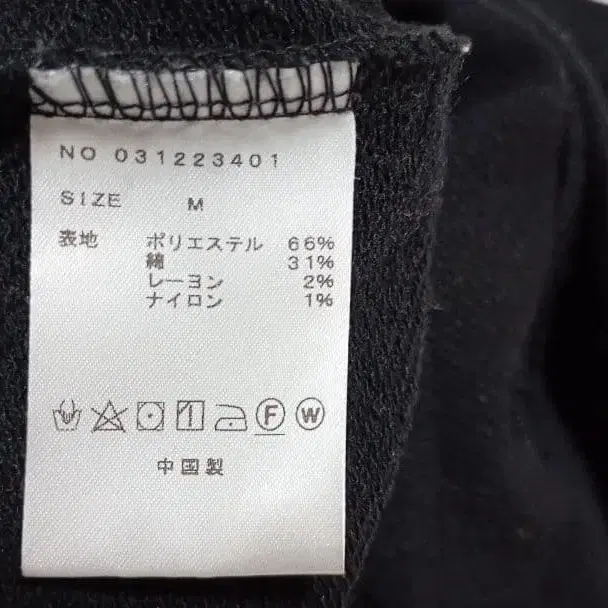 NO 031223401
SIZE M
表地 ポリエステル 66%
綿 31%
レーヨン 2%
ナイロン 1%
F W
中国製